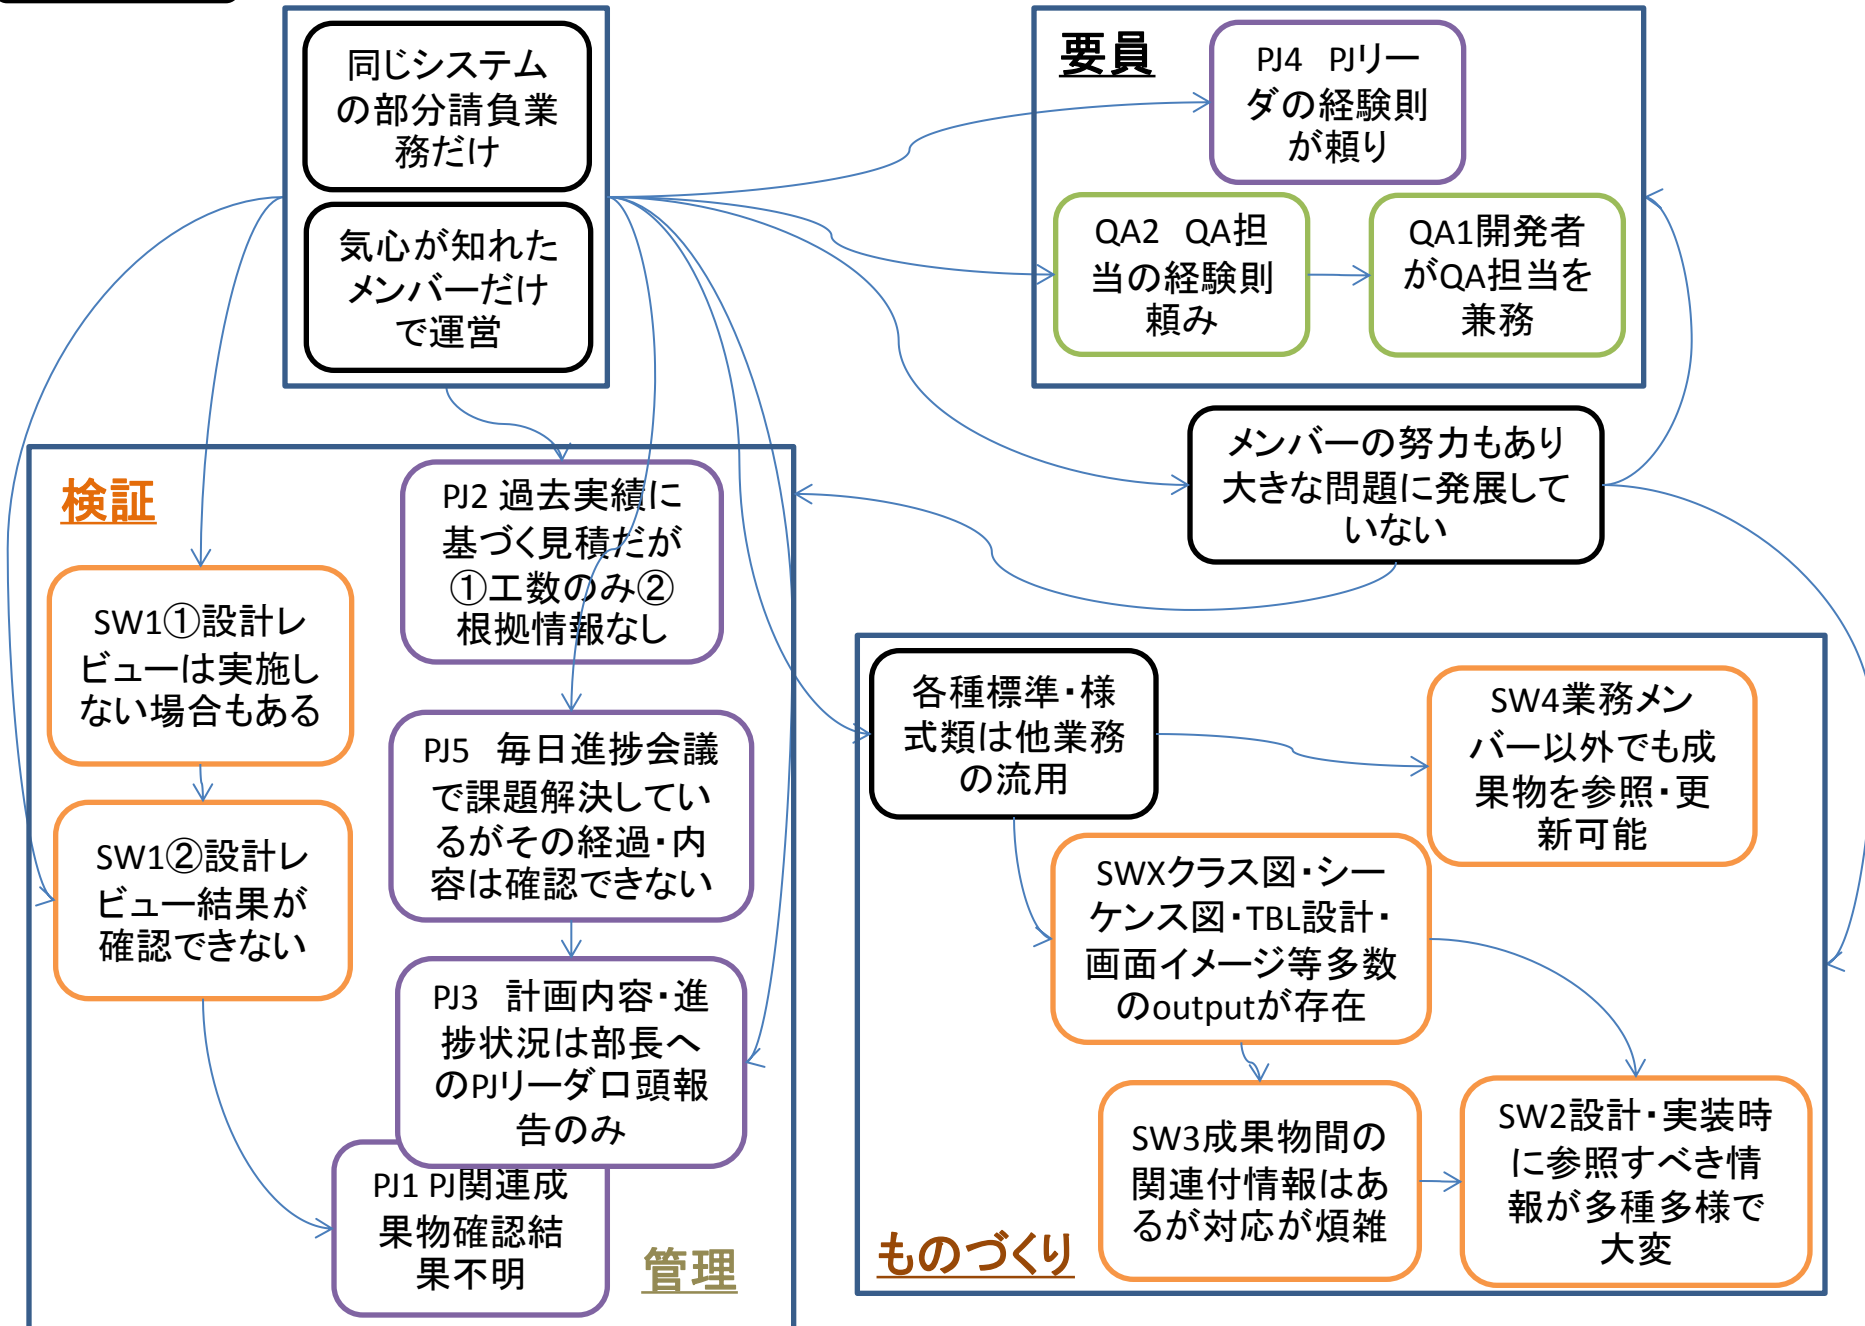 同じシステム
の部分請負業
務だけ
気心が知れた
メンバーだけ
で運営
要員
PJ4 PJリー
ダの経験則
が頼り
QA2 QA担
当の経験則
頼み
QA1開発者
がQA担当を
兼務
メンバーの努力もあり
大きな問題に発展して
いない
検証
PJ2 過去実績に
基づく見積だが
①工数のみ②
根拠情報なし
SW1①設計レ
ビューは実施し
ない場合もある
PJ5 毎日進捗会議
で課題解決してい
るがその経過・内
容は確認できない
SW1②設計レ
ビュー結果が
確認できない
PJ3 計画内容・進
捗状況は部長へ
のPJリーダ口頭報
告のみ
PJ1 PJ関連成
果物確認結
果不明
管理
各種標準・様
式類は他業務
の流用
SW4業務メン
バー以外でも成
果物を参照・更
新可能
SWXクラス図・シー
ケンス図・TBL設計・
画面イメージ等多数
のoutputが存在
SW3成果物間の
関連付情報はあ
るが対応が煩雑
SW2設計・実装時
に参照すべき情
報が多種多様で
大変
ものづくり